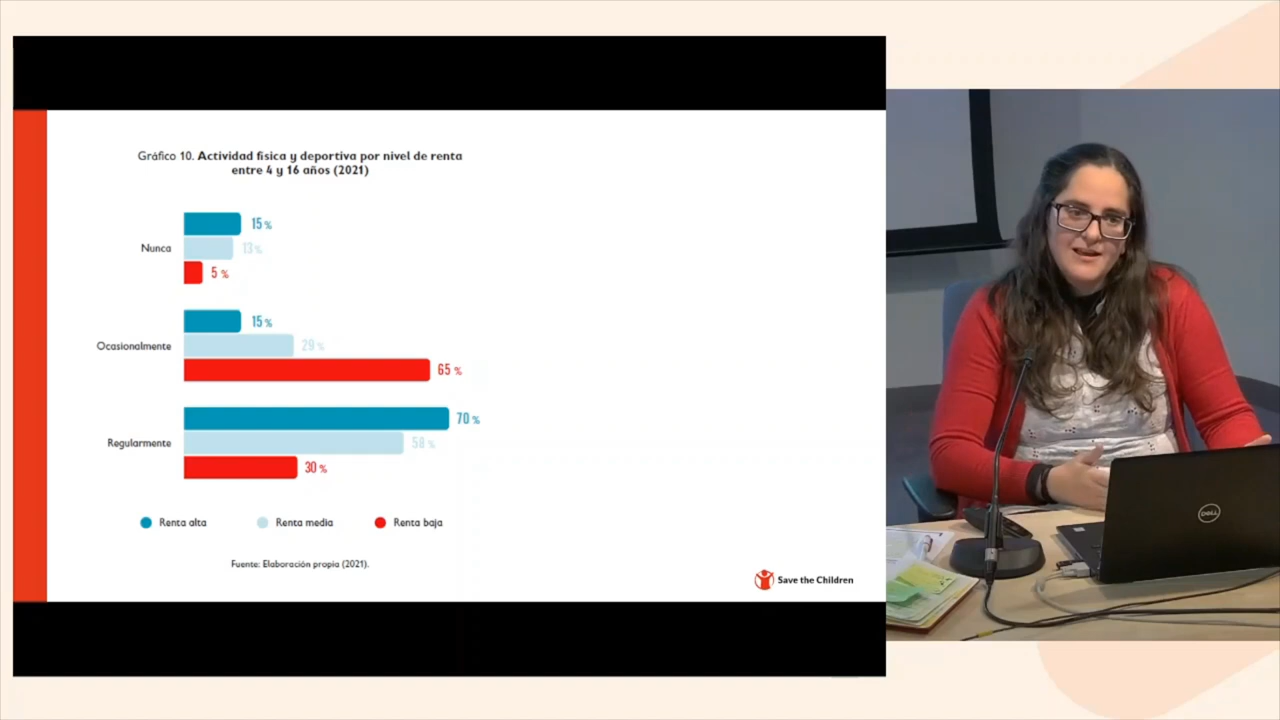 Gráfico 10. Actividad física y deportiva por nivel de renta
entre 4 y 16 años (2021)
15 %
Nunca
13 %
5 %
15 %
Ocasionalmente
29 %
65 %
70 %
Regularmente
58 %
30 %
Renta alta
Renta media
Renta baja
Fuente: Elaboración propia (2021).
Save the Children
DELL